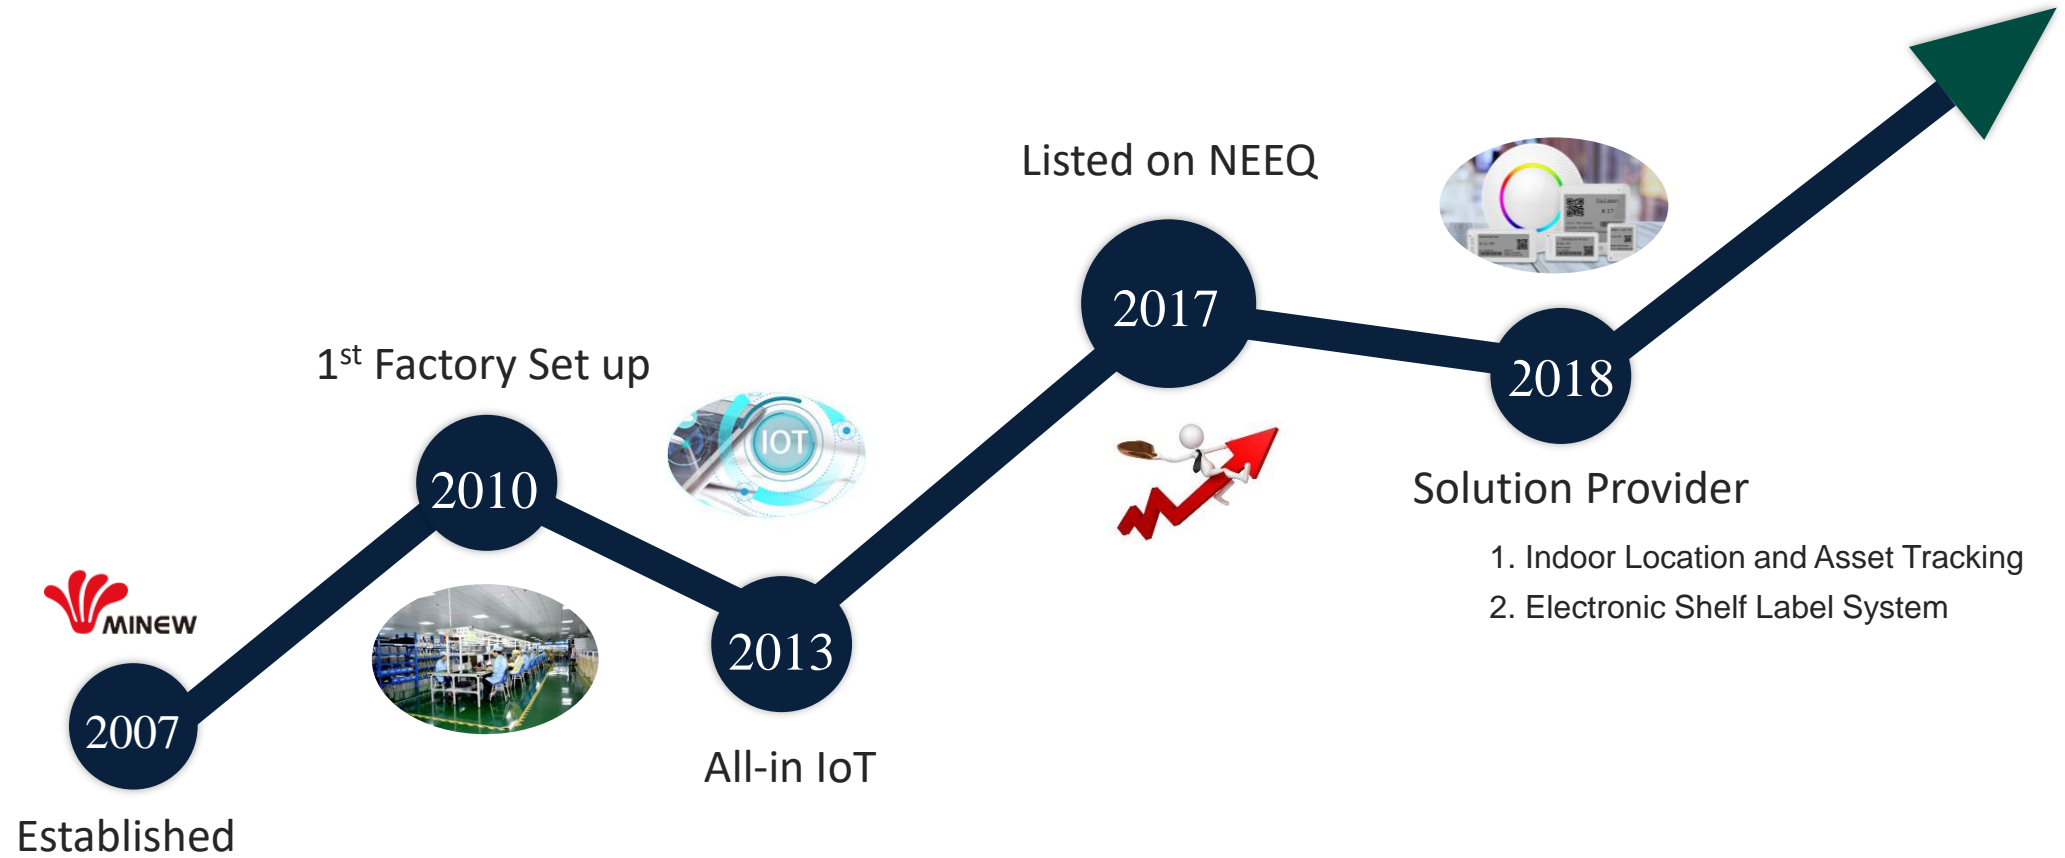 MINEW
2007
Established
1st Factory Set up
2010
IOT
2013
All-in IoT
Listed on NEEQ
2017
2018
Solution Provider
1. Indoor Location and Asset Tracking
2. Electronic Shelf Label System